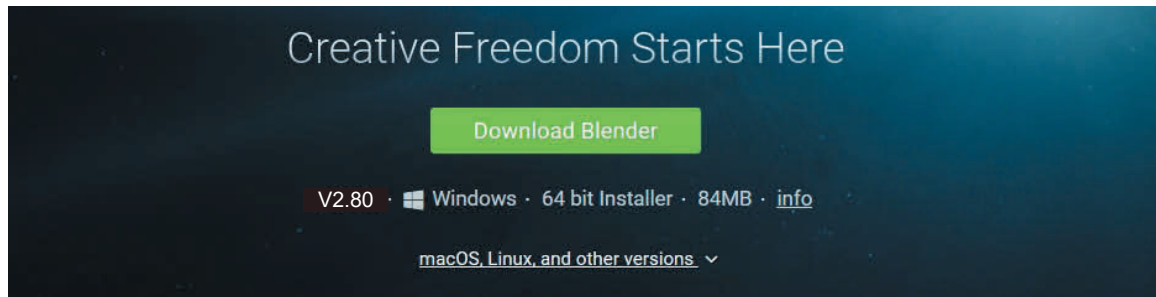 Creative Freedom Starts Here
Download Blender
V2.80 · Windows · 64 bit Installer · 84MB · info
macOS, Linux, and other versions